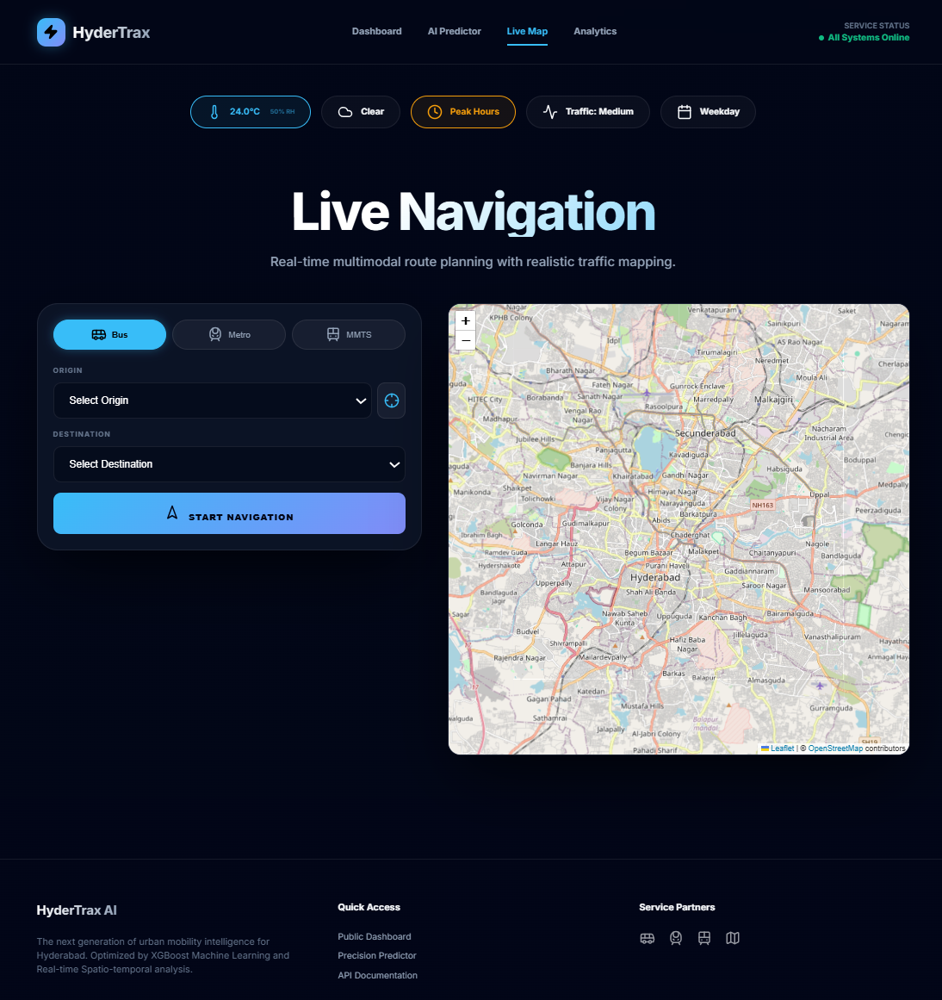 HyderTrax
Dashboard
AI Predictor
Live Map
Analytics
SERVICE STATUS
All Systems Online
24.0°C 50% RH
Clear
Peak Hours
Traffic: Medium
Weekday
Live Navigation
Real-time multimodal route planning with realistic traffic mapping.
Bus
Metro
MMTS
ORIGIN
Select Origin
DESTINATION
Select Destination
START NAVIGATION
+
−
Nagar
KPHB Colony
Venkatapuram
Saket
Sainikpuri
Nagaram
Idpl
AS Rao Nagar
Tirumalagiri
Neredmet
Cherlapa
Bharath Nagar
Fateh Nagar
Gunrock Enclave
Moula Ali
guda
HITEC City
Borabanda
Sanath Nagar
Rasoolpura
Marredpally
Malkajgiri
Madhapur
Vengal Rao
Nagar
Nacharam
Industrial Area
Chengic
Jubilee Hills
Secunderabad
Panjagutta
Kavadiguda
Boduppal
Banjara Hills
Habsiguda
Navirman Nagar
Khairatabad
Gandhi Nagar
Medpally
Manikonda
Shaikpet
Tolichowki
Himayat Nagar
Uppal
Vijay Nagar
Colony
Narayanguda
NH163
Peerzadiguda
Barkatpura
Golconda
Gudimalkapur
Abids
Ibrahim Bagh
Chaderghat
Langar Hauz
Nagole
Ramdev Guda
Begum Bazaar
Malakpet
Chaitanyapuri
Bandlaguda
Hydershakote
Attapur
Purani Haveli
Gaddiannaram
Upperpally
Hyderabad
Saroor Nagar
Bandlaguda
jagir
Shah Ali Banda
Mansoorabad
Sagar
Nawab Saheb
Kunta
Uppuguda
Kanchan Bagh
Bairamalguda
Budvel
Jillelaguda
Vanasthalipuram
Shivrampalli
Hafiz Baba
Nagar
Hayathna
Rajendra Nagar
Mailardevpally
Anmagal Haya
Barkas
Balapur
Almasguda
Katedan
Gagan Pahad
Mustafa Hills
Gurramguda
walguda
Sathamrai
Balapur
mandal
Jalapally
Al-Jabri Colony
SH19
Pahadi Sharif
Leaflet | © OpenStreetMap contributors
HyderTrax AI
The next generation of urban mobility intelligence for
Hyderabad. Optimized by XGBoost Machine Learning and
Real-time Spatio-temporal analysis.
Quick Access
Public Dashboard
Precision Predictor
API Documentation
Service Partners